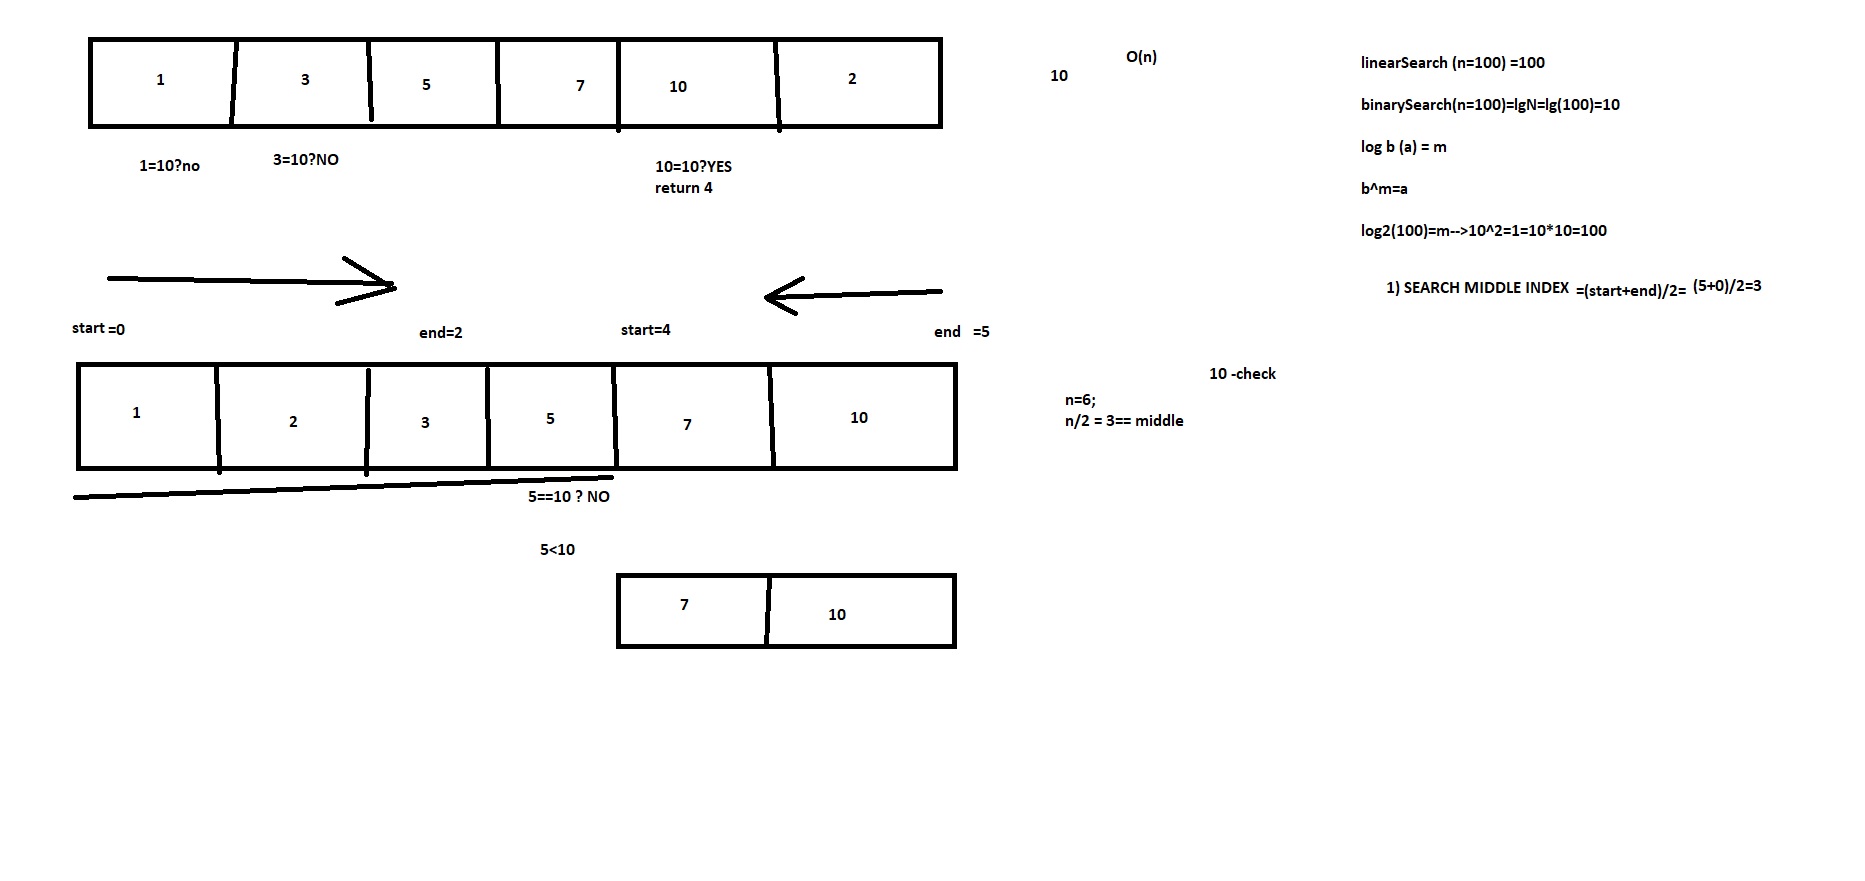 1 3 5 7 10 2
1=10?no
3=10?NO
10=10?YES
return 4
10
O(n)
linearSearch (n=100) =100
binarySearch(n=100)=lgN=lg(100)=10
log b (a) = m
b^m=a
log2(100)=m-->10^2=1=10*10=100
1) SEARCH MIDDLE INDEX =(start+end)/2= (5+0)/2=3
start =0
end=2
start=4
end =5
1 2 3 5 7 10
10 -check
n=6;
n/2 = 3== middle
5==10 ? NO
5<10
7 10